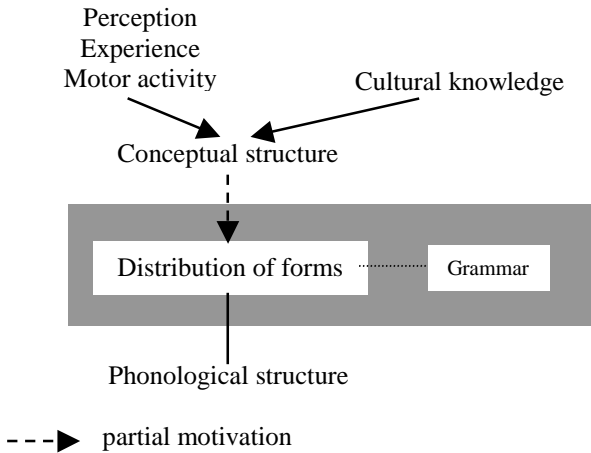 Perception
Experience
Motor activity
Cultural knowledge
Conceptual structure
Distribution of forms
Grammar
Phonological structure
partial motivation